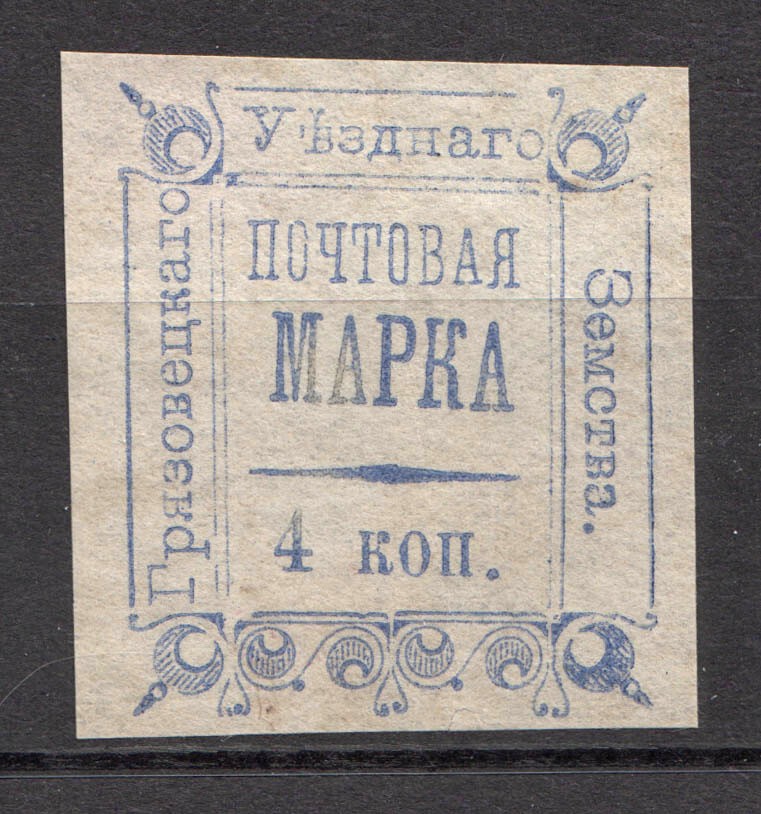 Грязовецкаго
Уѣзднаго
Земства.
ПОЧТОВАЯ
МАРКА
4 коп.